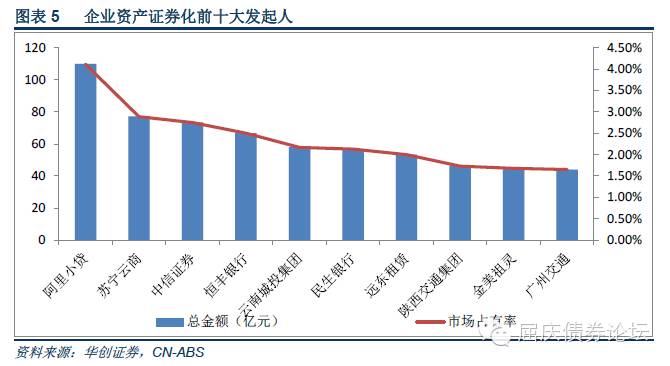 图表 5 企业资产证券化前十大发起人
120
100
80
60
40
20
0
4.50%
4.00%
3.50%
3.00%
2.50%
2.00%
1.50%
1.00%
0.50%
0.00%
阿里小贷
苏宁云商
中信证券
恒丰银行
云南城投集团
民生银行
远东租赁
陕西交通集团
金美祖灵
广州交通
总金额（亿元）
市场占有率
屈庆债券论坛
资料来源：华创证券，CN-ABS